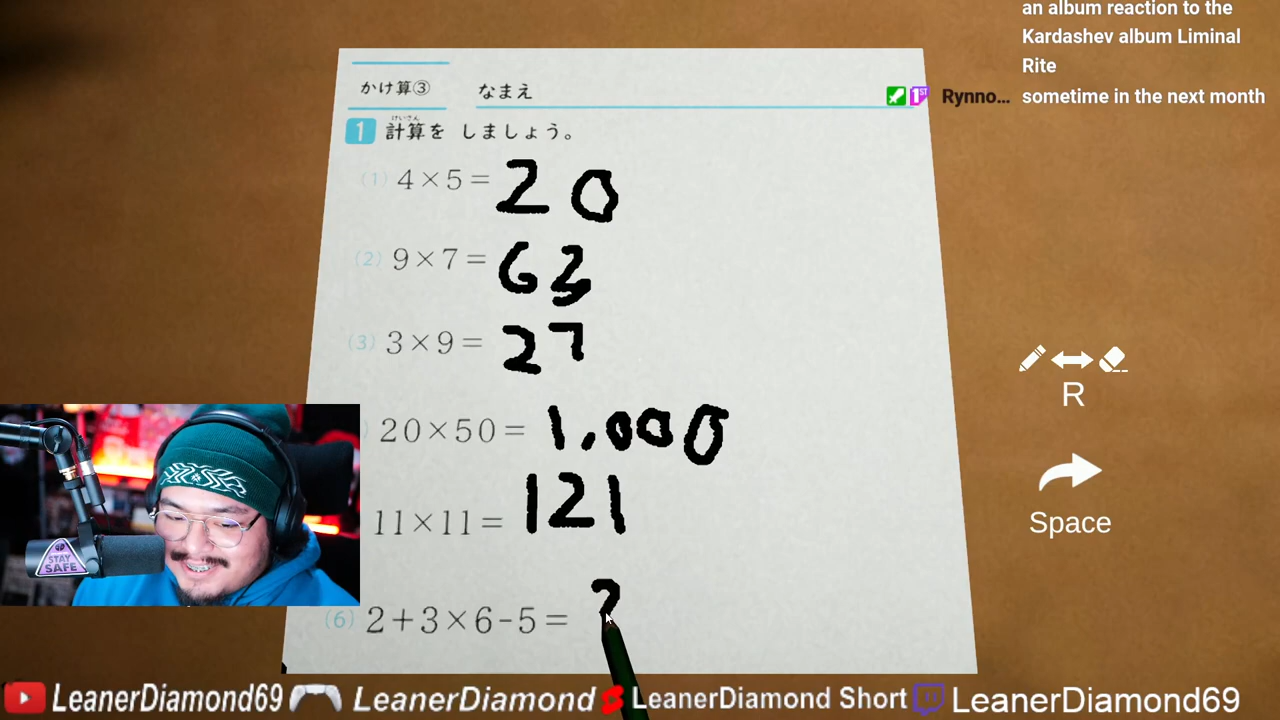 an album reaction to the
Kardashev album Liminal
Rite
Rynno... sometime in the next month
かけ算③ なまえ
けいさん
1 計算を しましょう。
(1) 4×5= 20
(2) 9×7= 63
(3) 3×9= 27
) 20×50= 1,000
11×11= 121
(6) 2+3×6-5= 2
R
Space
STAY
SAFE
LeanerDiamond69 LeanerDiamond LeanerDiamond Short LeanerDiamond69